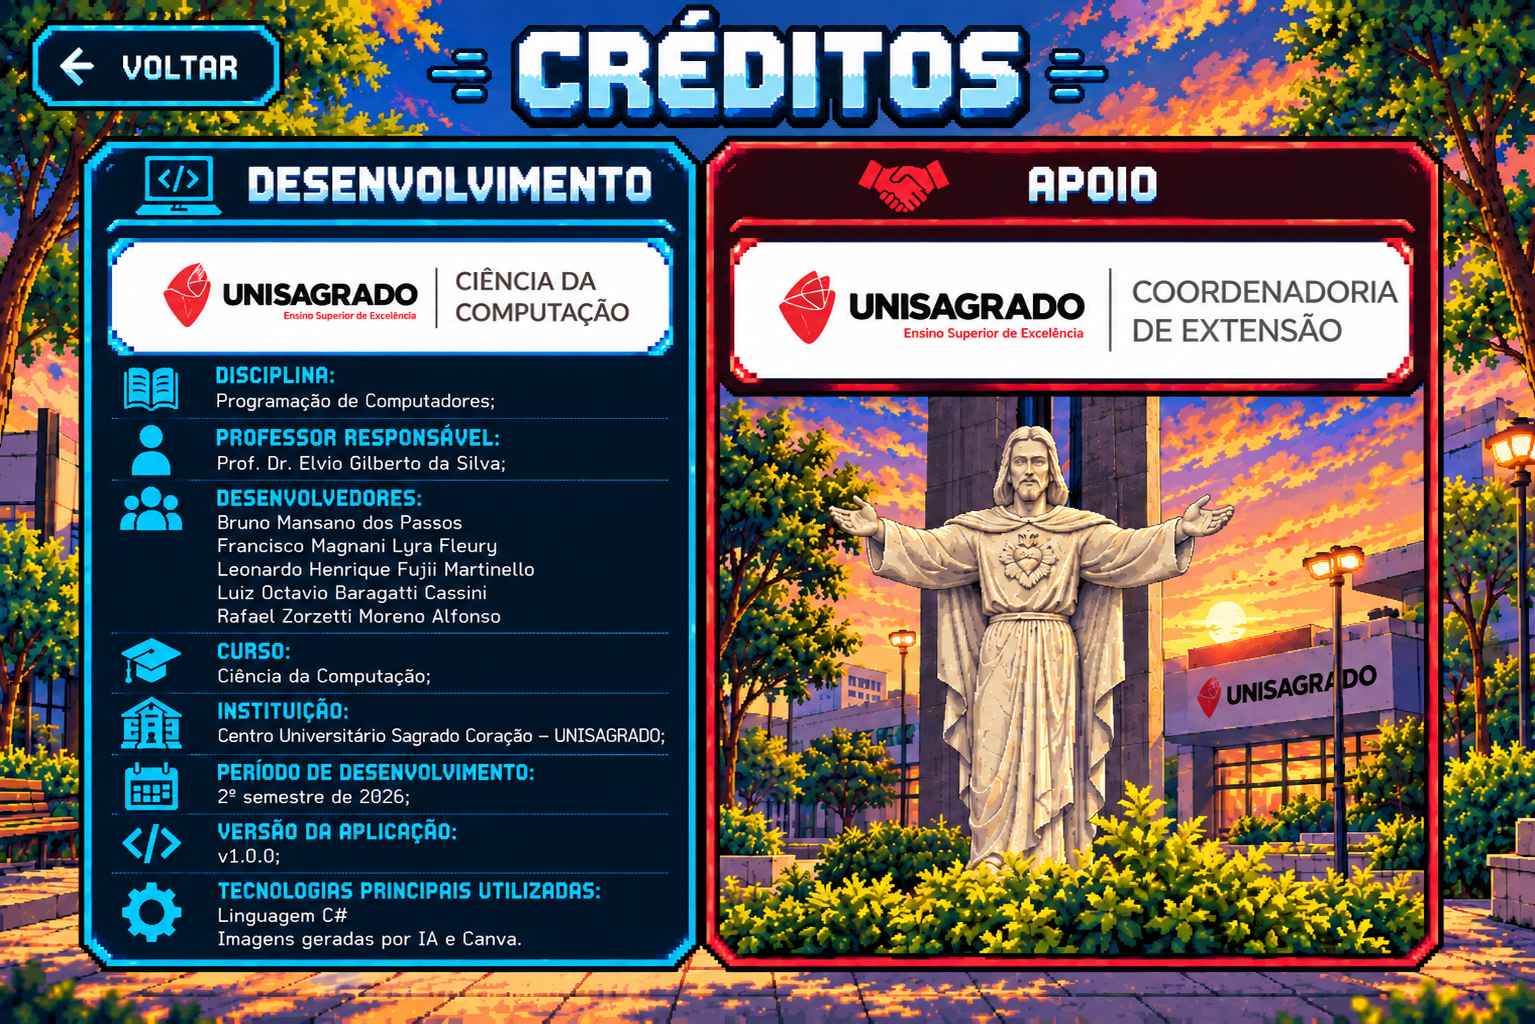 VOLTAR
CRÉDITOS
</> DESENVOLVIMENTO
UNISAGRADO
Ensino Superior de Excelência
CIÊNCIA DA
COMPUTAÇÃO
DISCIPLINA:
Programação de Computadores;
PROFESSOR RESPONSÁVEL:
Prof. Dr. Elvio Gilberto da Silva;
DESENVOLVEDORES:
Bruno Mansano dos Passos
Francisco Magnani Lyra Fleury
Leonardo Henrique Fujii Martinello
Luiz Octavio Baragatti Cassini
Rafael Zorzetti Moreno Alfonso
CURSO:
Ciência da Computação;
INSTITUIÇÃO:
Centro Universitário Sagrado Coração – UNISAGRADO;
PERÍODO DE DESENVOLVIMENTO:
2º semestre de 2026;
</> VERSÃO DA APLICAÇÃO:
v1.0.0;
TECNOLOGIAS PRINCIPAIS UTILIZADAS:
Linguagem C#
Imagens geradas por IA e Canva.
APOIO
UNISAGRADO
Ensino Superior de Excelência
COORDENADORIA
DE EXTENSÃO
UNISAGRADO